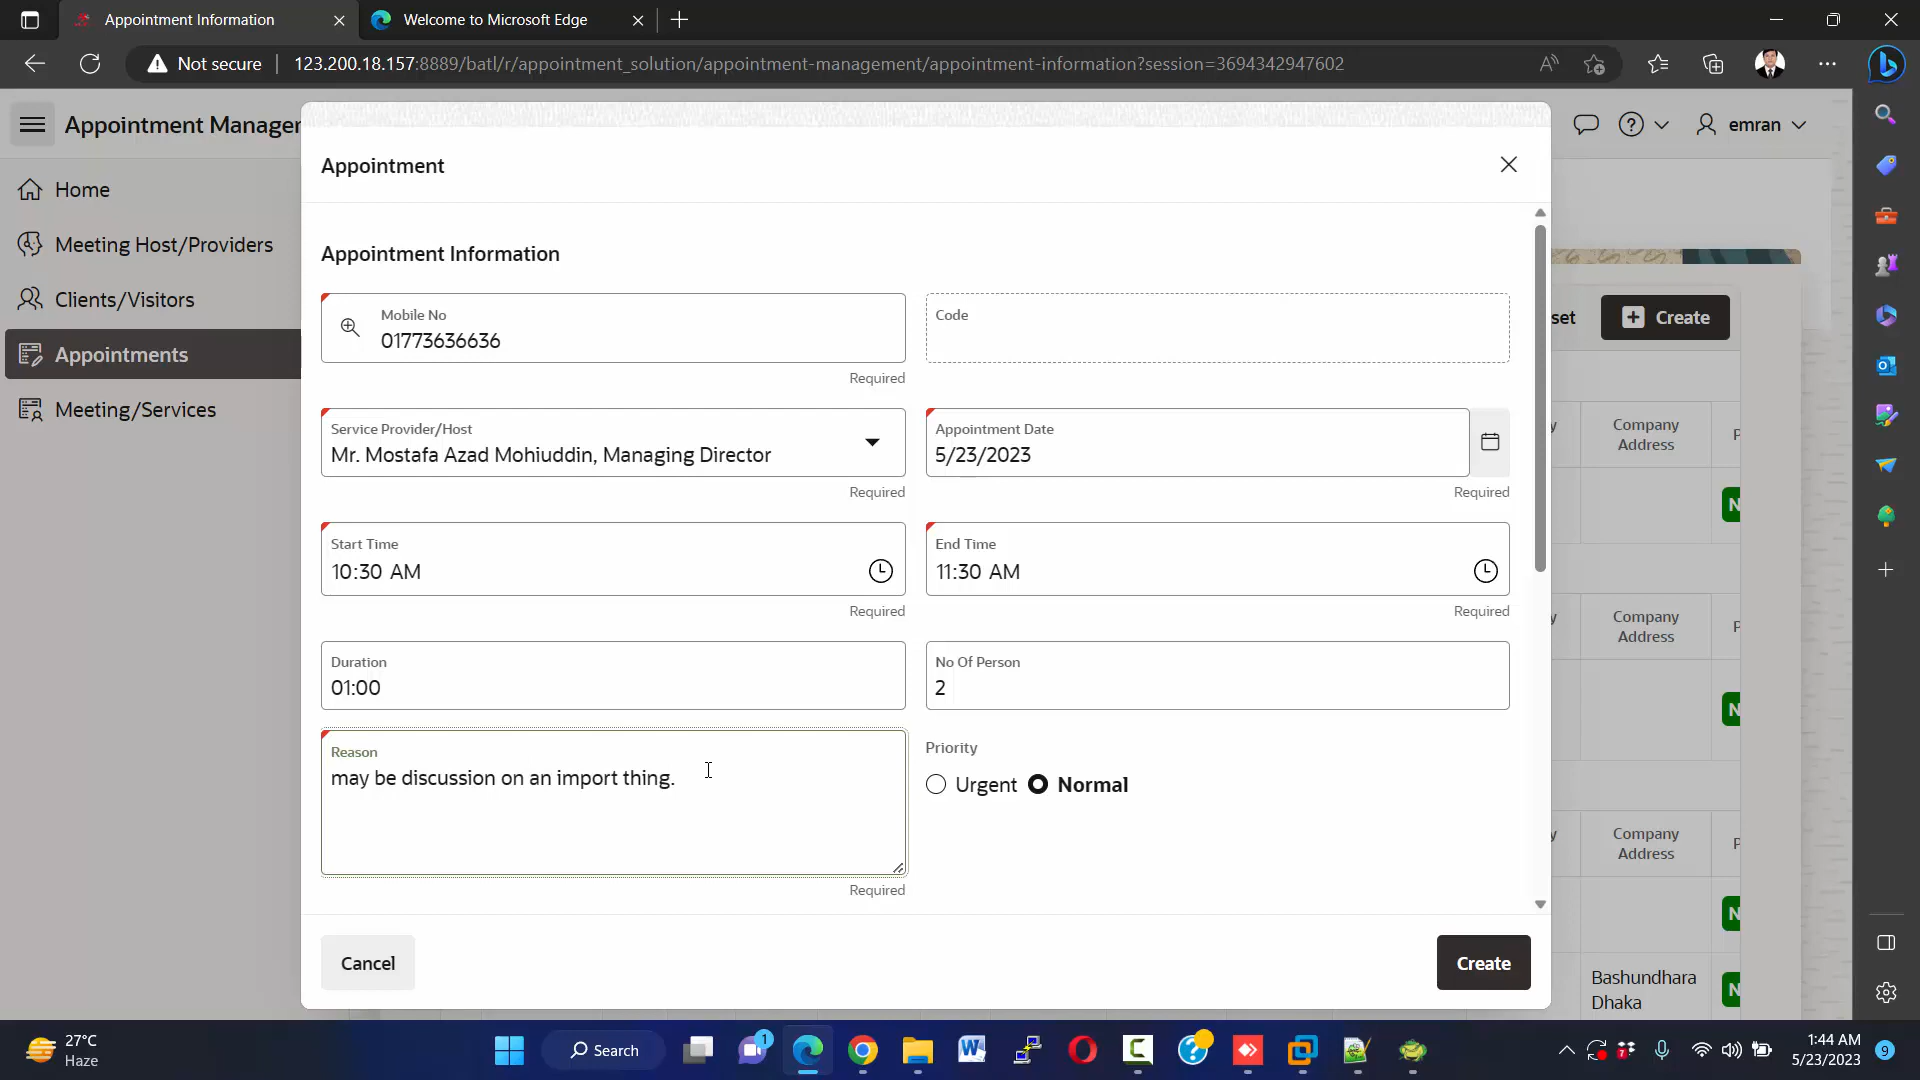 Appointment Information
Welcome to Microsoft Edge
Not secure
123.200.18.157:8889/batl/r/appointment_solution/appointment-management/appointment-information?session=3694342947602
Appointment Manager
emran
Home
Meeting Host/Providers
Clients/Visitors
Appointments
Meeting/Services
Appointment
Appointment Information
Mobile No
01773636636
Required
Code
Service Provider/Host
Mr. Mostafa Azad Mohiuddin, Managing Director
Required
Appointment Date
5/23/2023
Required
Start Time
10:30 AM
Required
End Time
11:30 AM
Required
Duration
01:00
No Of Person
2
Reason
may be discussion on an import thing.
Required
Priority
Urgent
Normal
Cancel
Create
set
Create
y
Company
Address
P
N
y
Company
Address
P
N
y
Company
Address
P
N
Bashundhara
Dhaka
N
27°C
Haze
Search
1
1:44 AM
5/23/2023
9